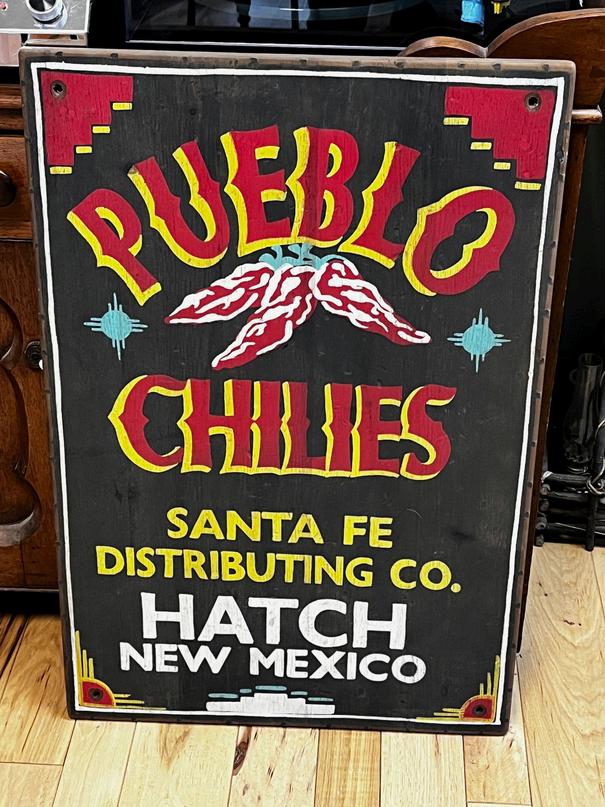 PUEBLO
CHILIES
SANTA FE
DISTRIBUTING CO.
HATCH
NEW MEXICO